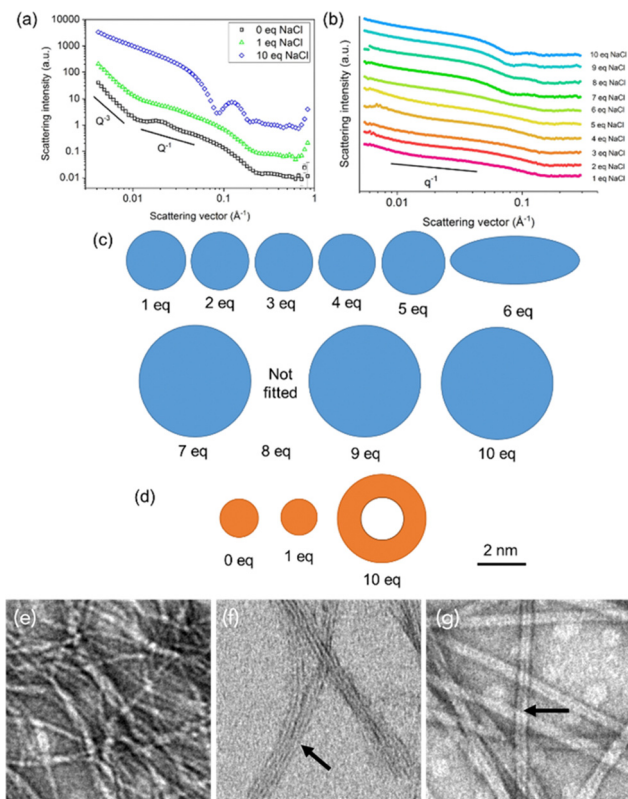 (a)
10000
1000
100
10
1
0.1
0.01
Scattering intensity (a.u.)
0 eq NaCl
1 eq NaCl
10 eq NaCl
Q-3
Q-1
0.01
0.1
1
Scattering vector (Å-1)
(b)
Scattering intensity (a.u.)
10 eq NaCl
9 eq NaCl
8 eq NaCl
7 eq NaCl
6 eq NaCl
5 eq NaCl
4 eq NaCl
3 eq NaCl
2 eq NaCl
1 eq NaCl
q-1
0.01
0.1
Scattering vector (Å-1)
(c)
1 eq
2 eq
3 eq
4 eq
5 eq
6 eq
Not
fitted
7 eq
8 eq
9 eq
10 eq
(d)
0 eq
1 eq
10 eq
2 nm
(e)
(f)
(g)